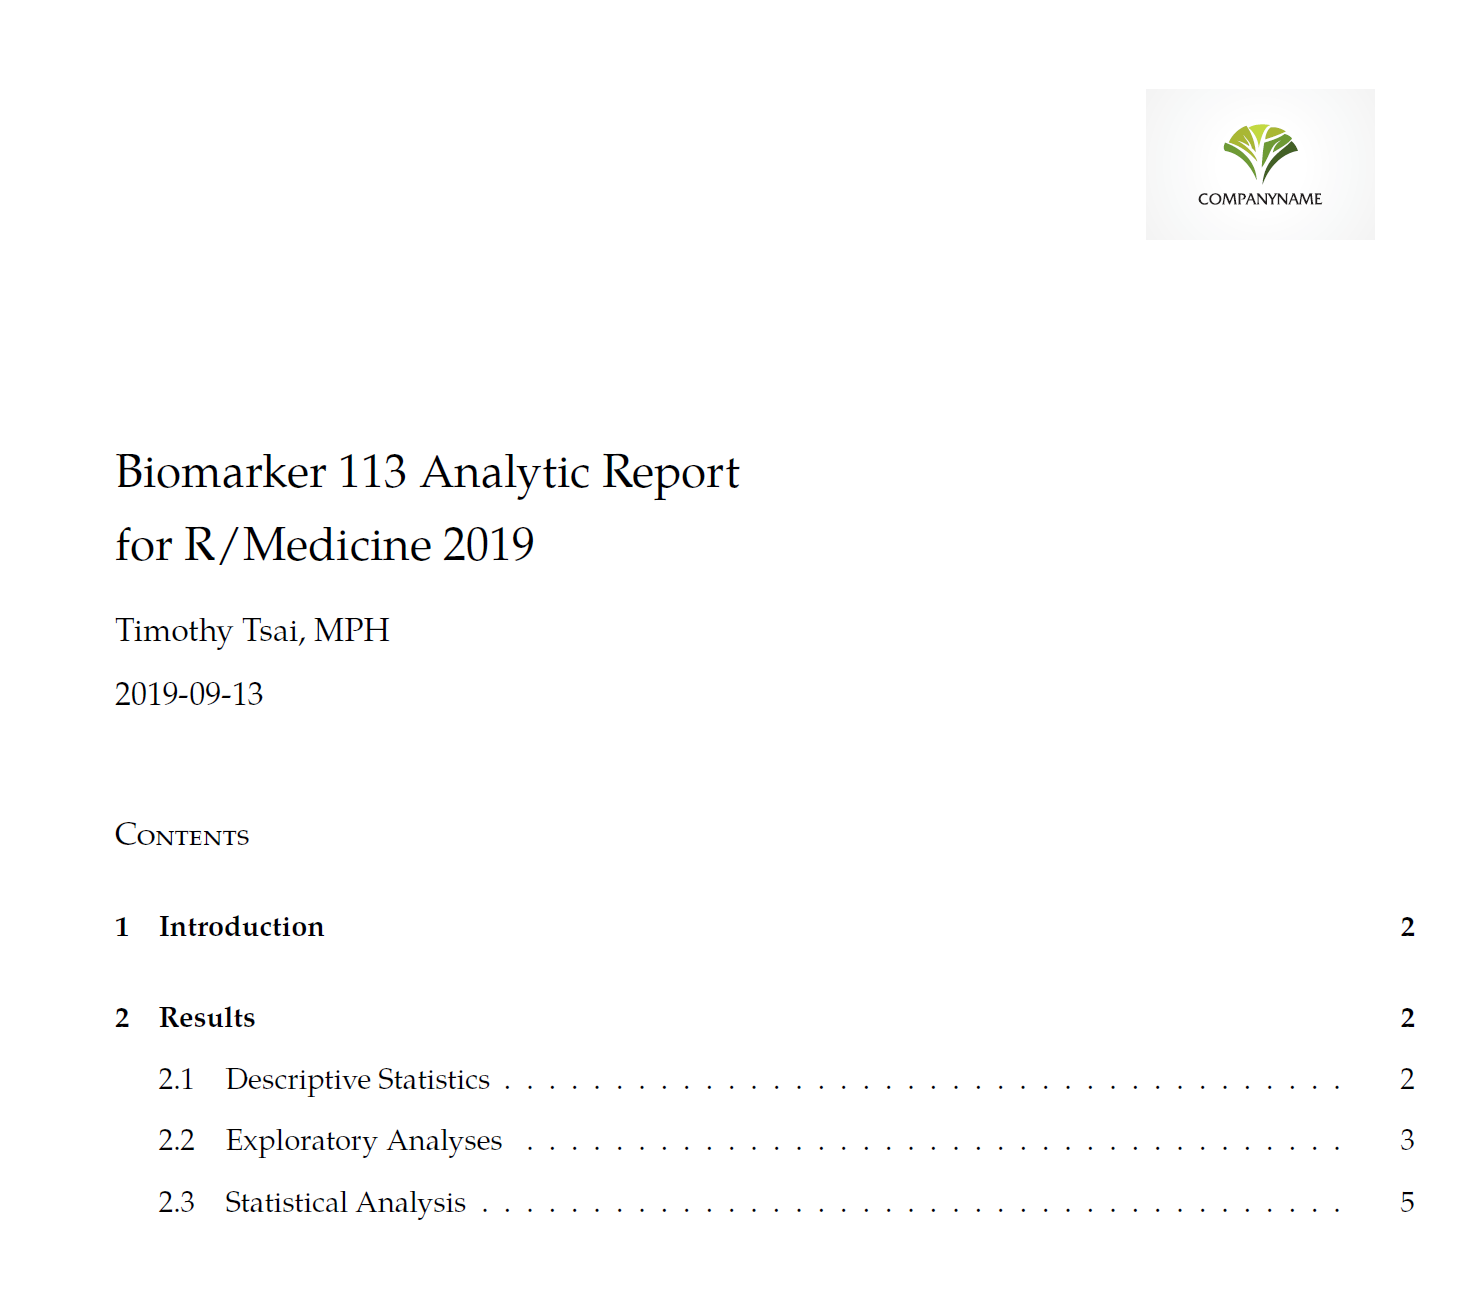 COMPANYNAME
Biomarker 113 Analytic Report
for R/Medicine 2019
Timothy Tsai, MPH
2019-09-13
Contents
1 Introduction 2
2 Results 2
2.1 Descriptive Statistics . . . . . . . . . . . . . . . . . . . . . . . . . . . . . . . . . . . . . . 2
2.2 Exploratory Analyses . . . . . . . . . . . . . . . . . . . . . . . . . . . . . . . . . . . . . 3
2.3 Statistical Analysis . . . . . . . . . . . . . . . . . . . . . . . . . . . . . . . . . . . . . . . 5